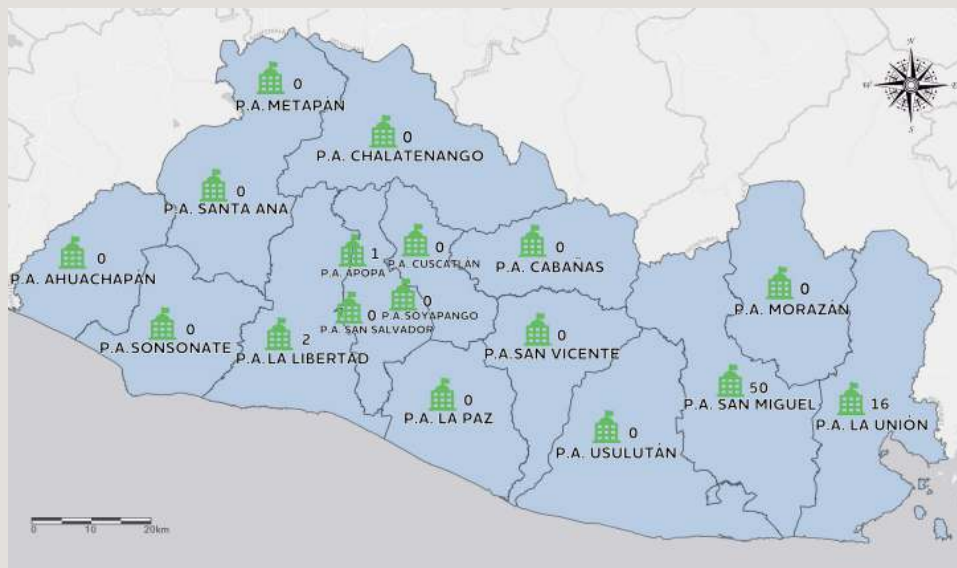 N
W
E
S
0
P.A. METAPÁN
0
P.A. CHALATENANGO
0
P.A. SANTA ANA
0
P.A. AHUACHAPÁN
1
P.A. APOPA
0
P.A. CUSCATLÁN
0
P.A. CABAÑAS
0
P.A. MORAZÁN
0
P.A.SONSONATE
2
P.A.LA LIBERTAD
0
P.A. SAN SALVADOR
0
P.A.SOYAPANGO
0
P.A.SAN VICENTE
0
P.A. LA PAZ
0
P.A. USULUTÁN
50
P.A. SAN MIGUEL
16
P.A. LA UNIÓN
0 10 20km